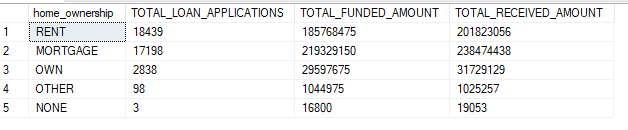 home_ownership TOTAL_LOAN_APPLICATIONS TOTAL_FUNDED_AMOUNT TOTAL_RECEIVED_AMOUNT
1 RENT 18439 185768475 201823056
2 MORTGAGE 17198 219329150 238474438
3 OWN 2838 29597675 31729129
4 OTHER 98 1044975 1025257
5 NONE 3 16800 19053